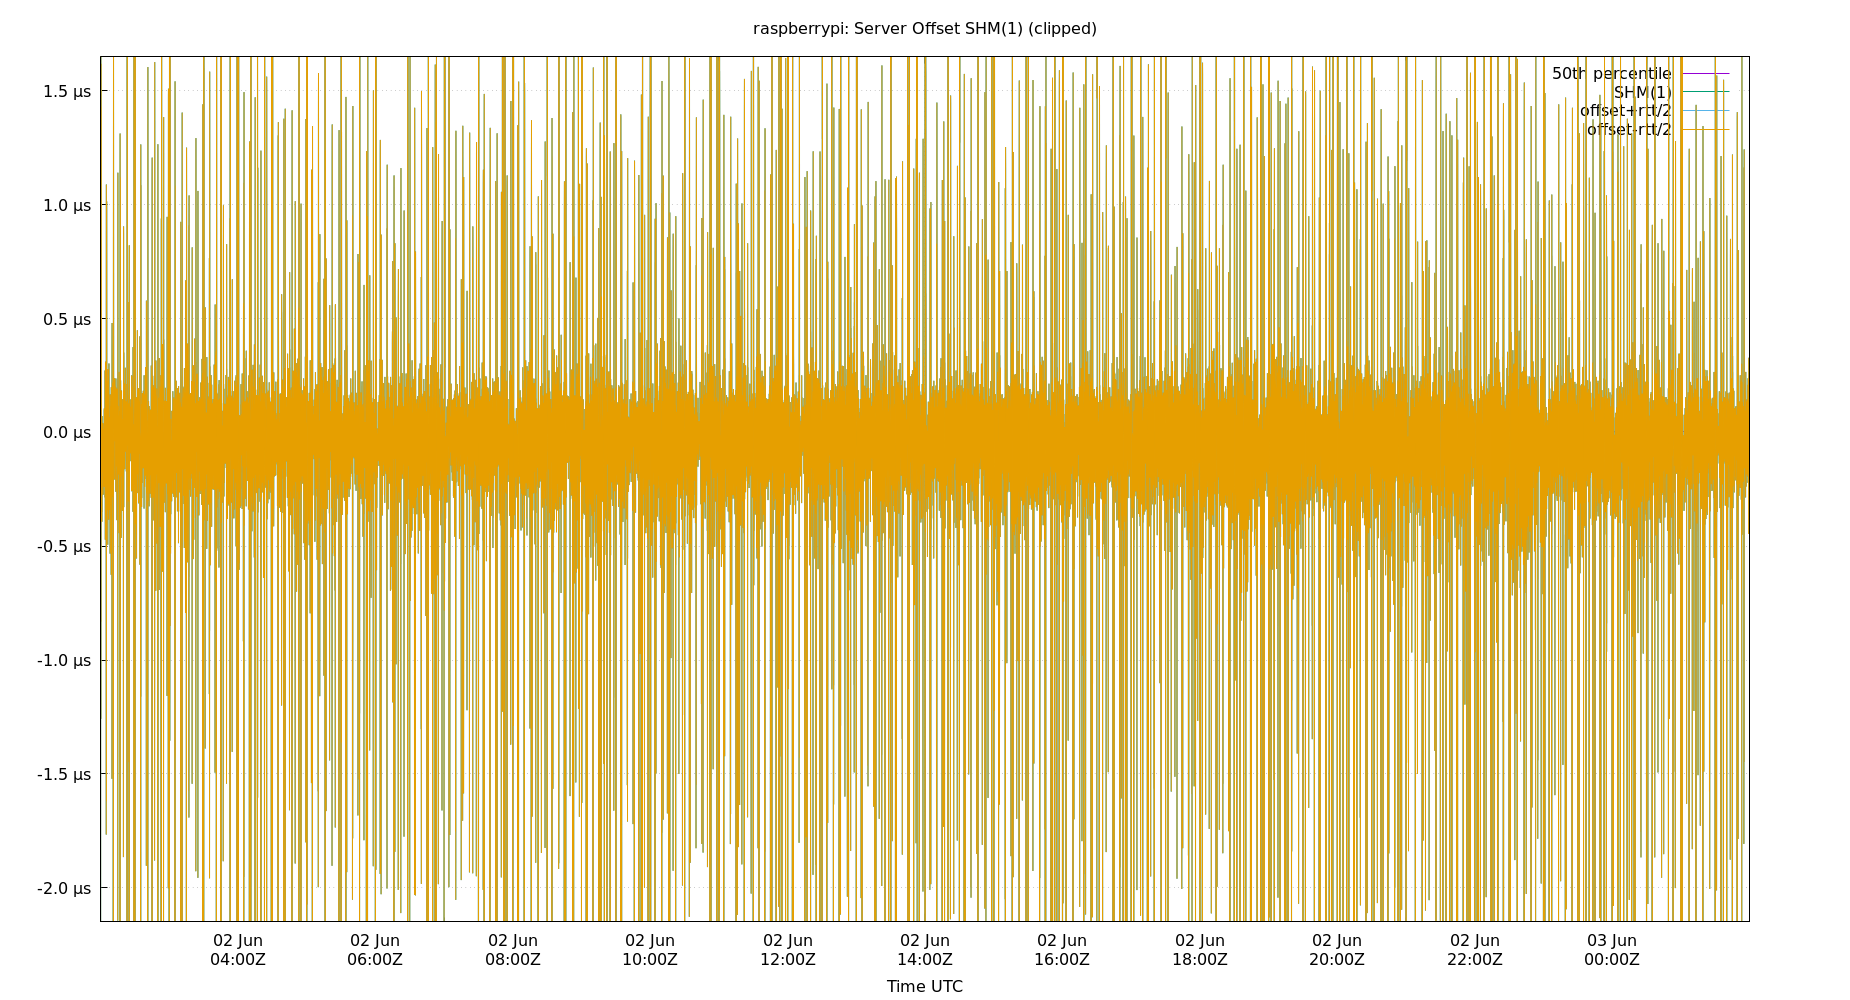 raspberrypi: Server Offset SHM(1) (clipped)
50th percentile
SHM(1)
offset+rtt/2
offset-rtt/2
1.5 µs
1.0 µs
0.5 µs
0.0 µs
-0.5 µs
-1.0 µs
-1.5 µs
-2.0 µs
02 Jun 02 Jun 02 Jun 02 Jun 02 Jun 02 Jun 02 Jun 02 Jun 02 Jun 02 Jun 03 Jun
04:00Z 06:00Z 08:00Z 10:00Z 12:00Z 14:00Z 16:00Z 18:00Z 20:00Z 22:00Z 00:00Z
Time UTC